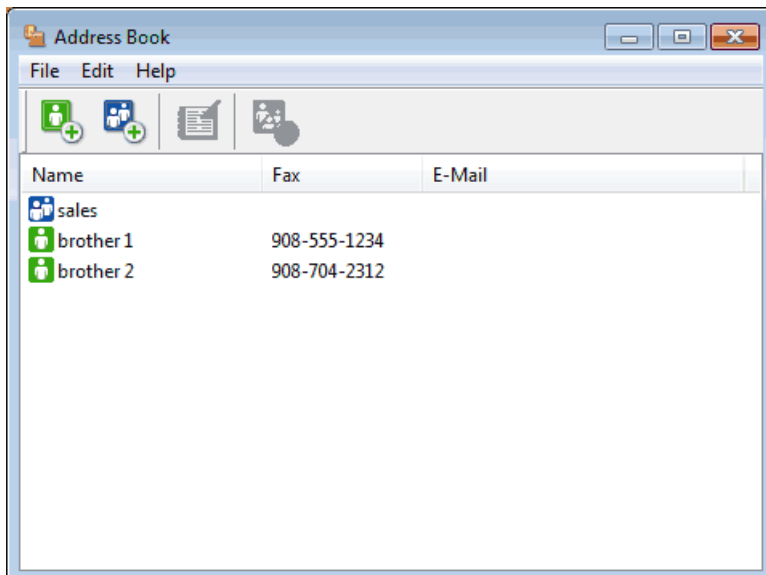 Address Book
File Edit Help
Name Fax E-Mail
sales
brother 1 908-555-1234
brother 2 908-704-2312